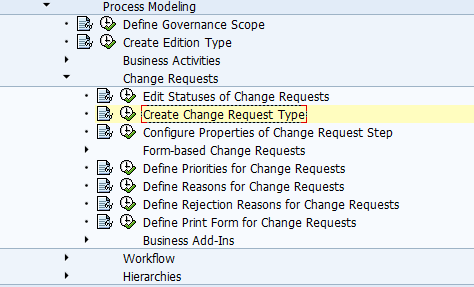 Process Modeling
Define Governance Scope
Create Edition Type
Business Activities
Change Requests
Edit Statuses of Change Requests
Create Change Request Type
Configure Properties of Change Request Step
Form-based Change Requests
Define Priorities for Change Requests
Define Reasons for Change Requests
Define Rejection Reasons for Change Requests
Define Print Form for Change Requests
Business Add-Ins
Workflow
Hierarchies